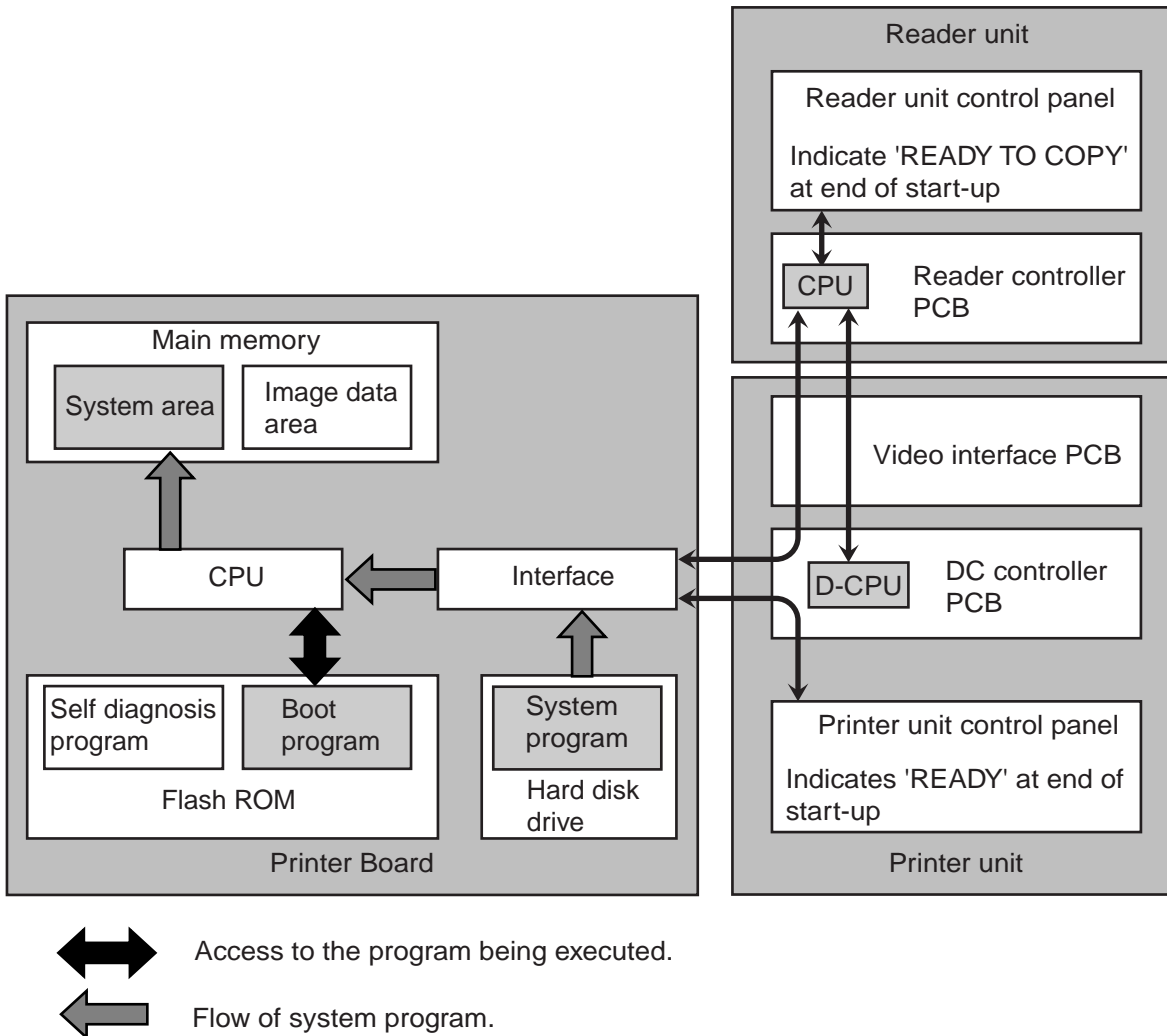 Reader unit
Reader unit control panel
Indicate 'READY TO COPY'
at end of start-up
CPU
Reader controller
PCB
Main memory
System area
Image data
area
CPU
Interface
Self diagnosis
program
Boot
program
Flash ROM
System
program
Hard disk
drive
Printer Board
Video interface PCB
D-CPU
DC controller
PCB
Printer unit control panel
Indicates 'READY' at end of
start-up
Printer unit
Access to the program being executed.
Flow of system program.